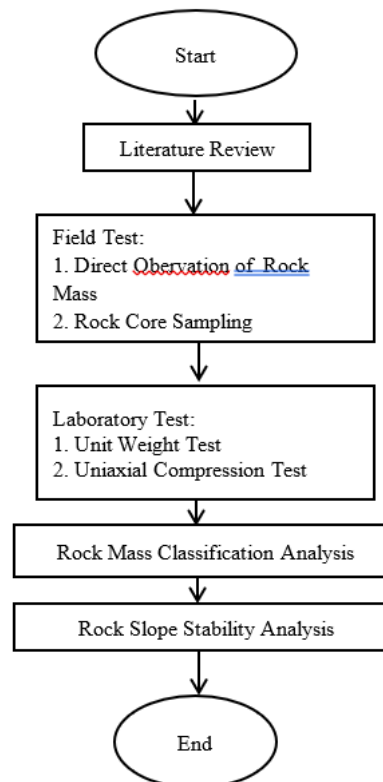 Start
Literature Review
Field Test:
1. Direct Obervation of Rock
Mass
2. Rock Core Sampling
Laboratory Test:
1. Unit Weight Test
2. Uniaxial Compression Test
Rock Mass Classification Analysis
Rock Slope Stability Analysis
End